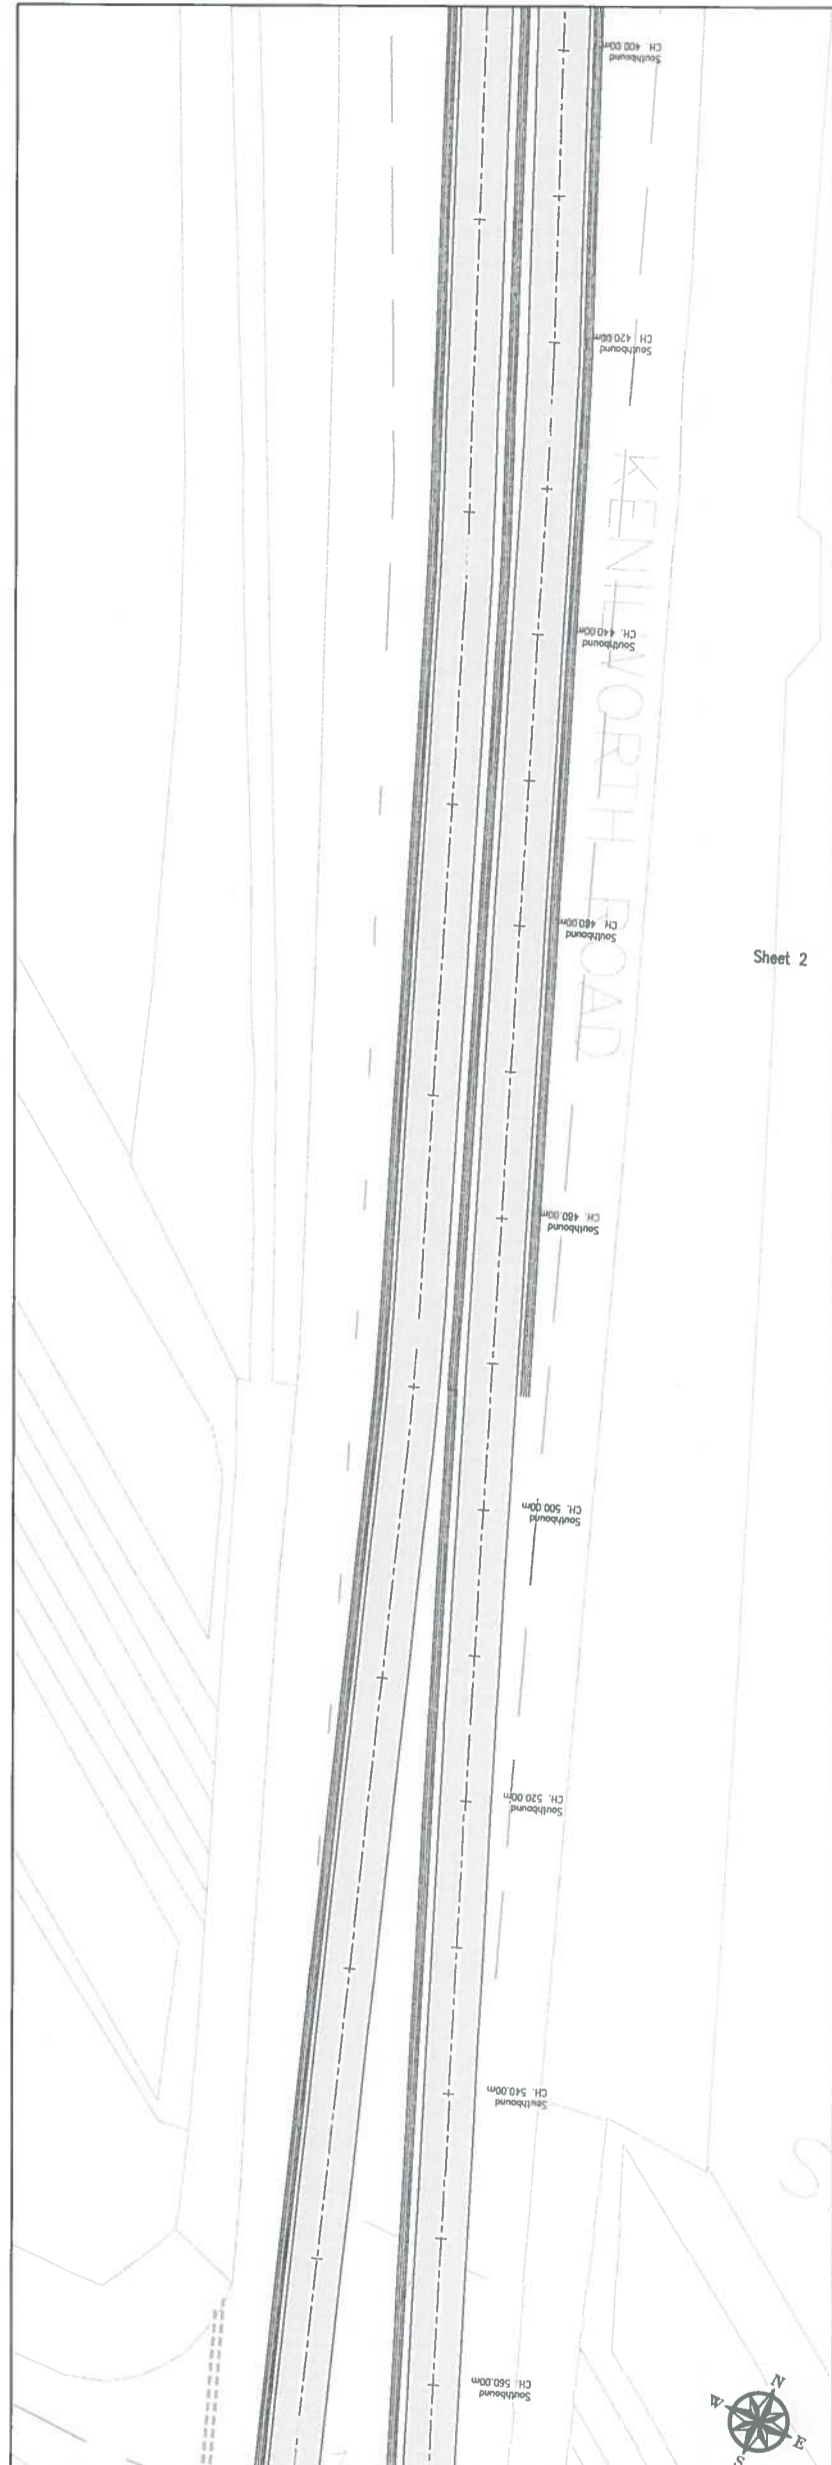 CH. 400.00m
Southbound
CH. 420.00m
Southbound
KENILWORTH ROAD
CH. 440.00m
Southbound
CH. 460.00m
Southbound
Sheet 2
CH. 480.00m
Southbound
CH. 500.00m
Southbound
CH. 520.00m
Southbound
CH. 540.00m
Southbound
S
CH. 560.00m
Southbound
N
W
E
S